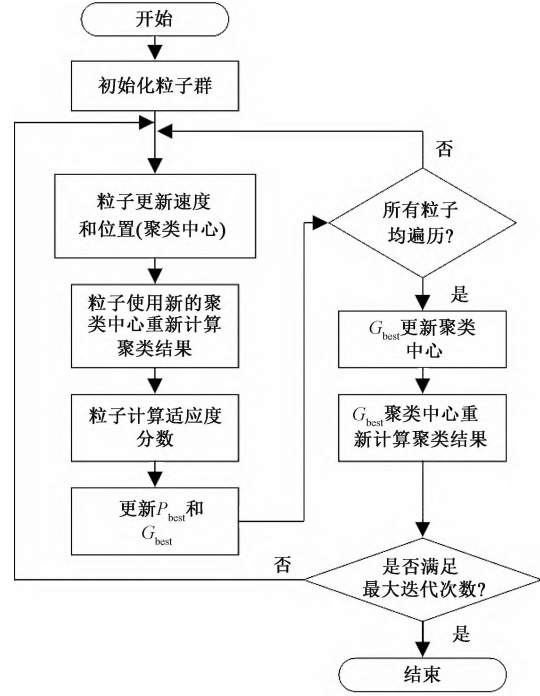 开始
初始化粒子群
粒子更新速度
和位置(聚类中心)
粒子使用新的聚
类中心重新计算
聚类结果
粒子计算适应度
分数
更新P_best和
G_best
否
所有粒子
均遍历?
是
G_best更新聚类
中心
G_best聚类中心重
新计算聚类结果
否
是否满足
最大迭代次数?
是
结束